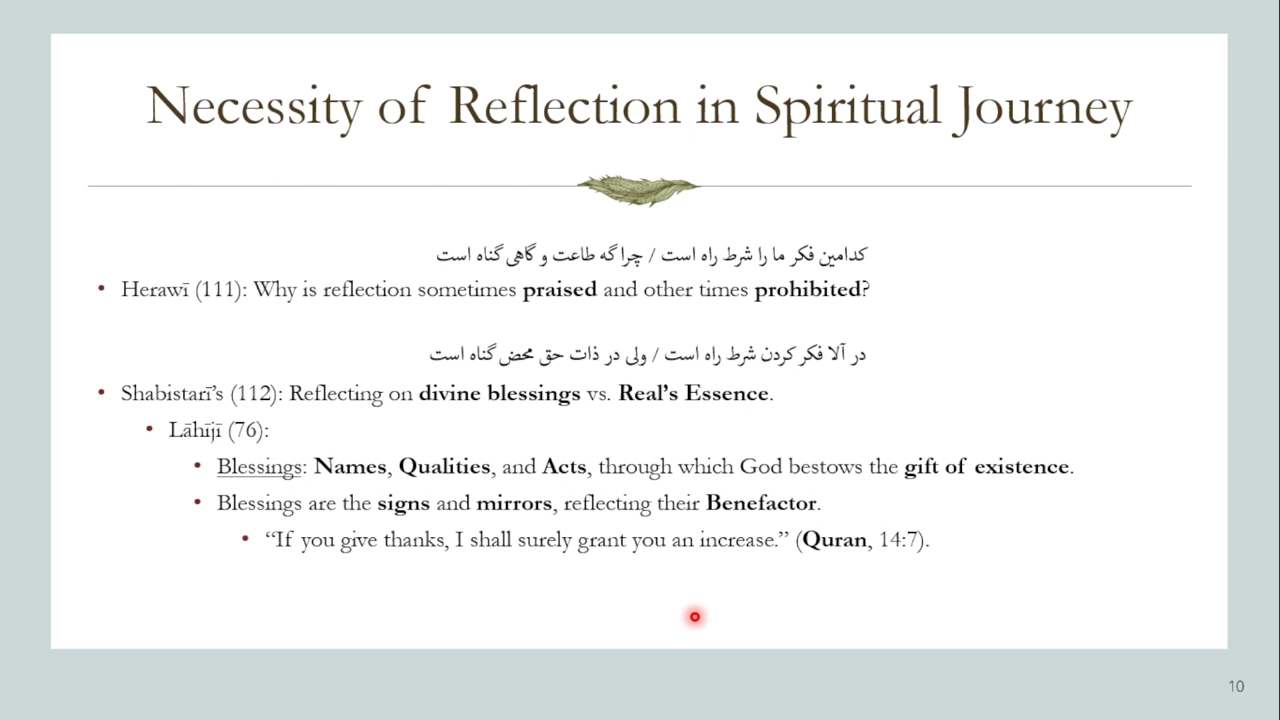 Necessity of Reflection in Spiritual Journey
کدامین فکر ما را شرط راه است / چرا گه طاعت و گاهی گناه است
• Herawī (111): Why is reflection sometimes praised and other times prohibited?
در آلا فکر کردن شرط راه است / ولی در ذات حق محض گناه است
• Shabistarī’s (112): Reflecting on divine blessings vs. Real’s Essence.
• Lāhījī (76):
• Blessings: Names, Qualities, and Acts, through which God bestows the gift of existence.
• Blessings are the signs and mirrors, reflecting their Benefactor.
• “If you give thanks, I shall surely grant you an increase.” (Quran, 14:7).
10